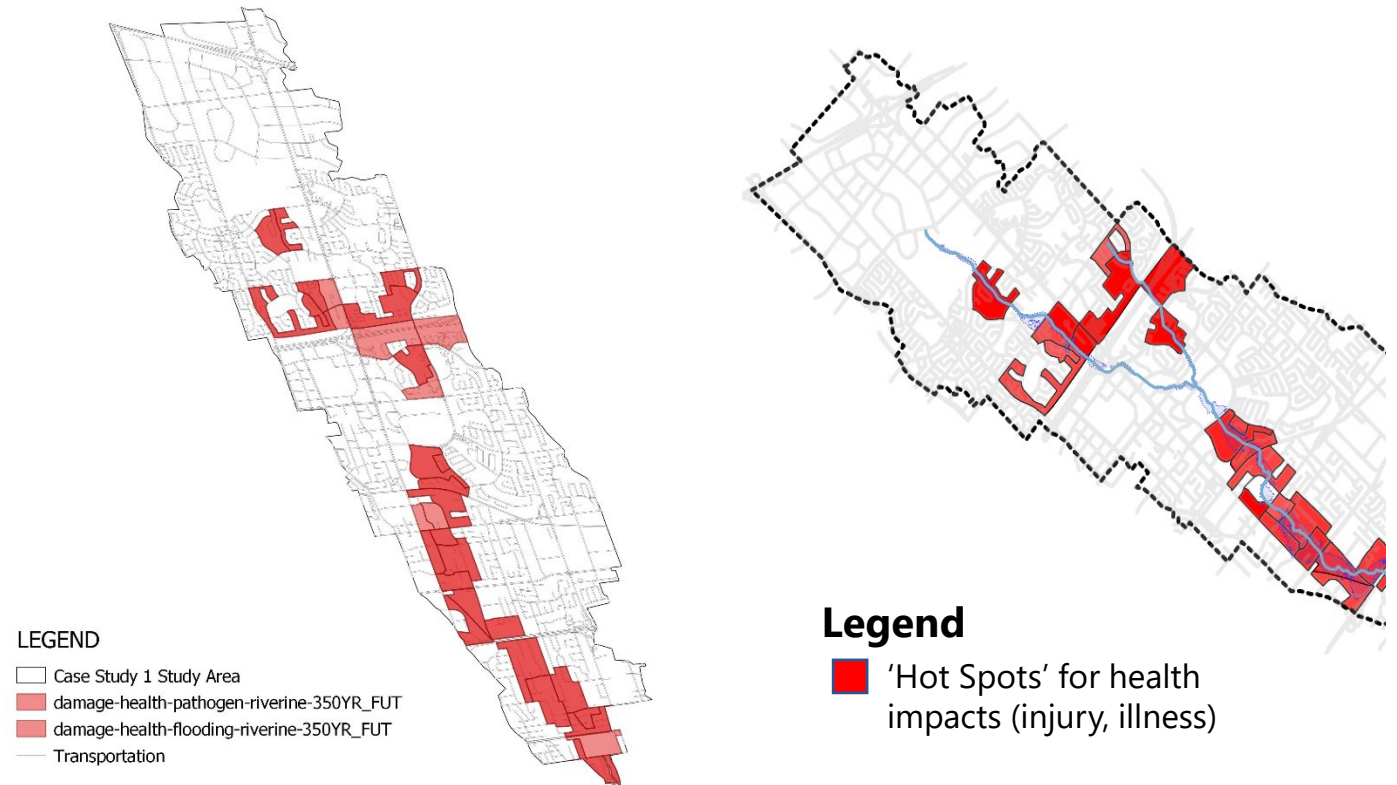 LEGEND
Case Study 1 Study Area
damage-health-pathogen-riverine-350YR_FUT
damage-health-flooding-riverine-350YR_FUT
Transportation
Legend
‘Hot Spots’ for health
impacts (injury, illness)